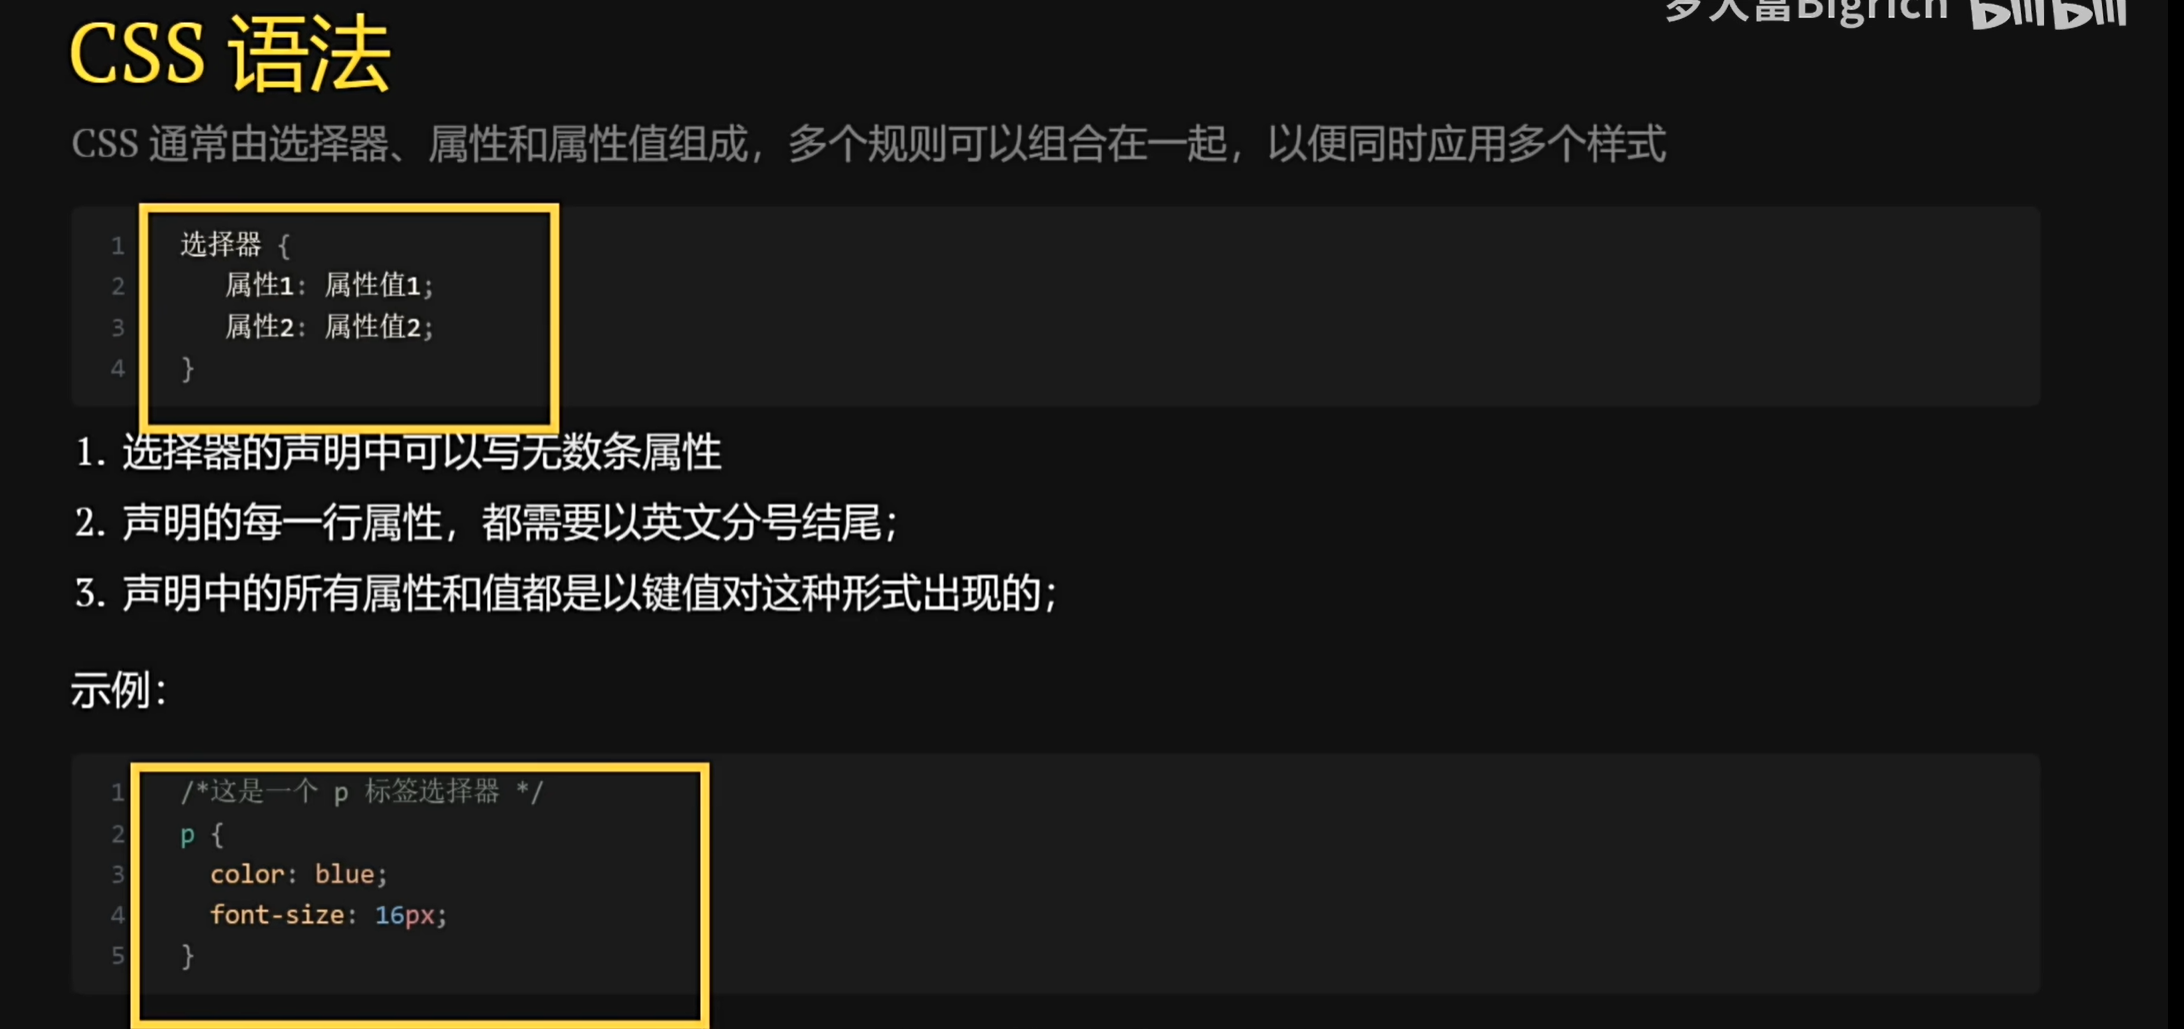 罗大富Bigrich bilibili
CSS 语法
CSS 通常由选择器、属性和属性值组成，多个规则可以组合在一起，以便同时应用多个样式
1 选择器 {
2 属性1: 属性值1;
3 属性2: 属性值2;
4 }
1. 选择器的声明中可以写无数条属性
2. 声明的每一行属性，都需要以英文分号结尾；
3. 声明中的所有属性和值都是以键值对这种形式出现的；
示例：
1 /*这是一个 p 标签选择器 */
2 p {
3 color: blue;
4 font-size: 16px;
5 }